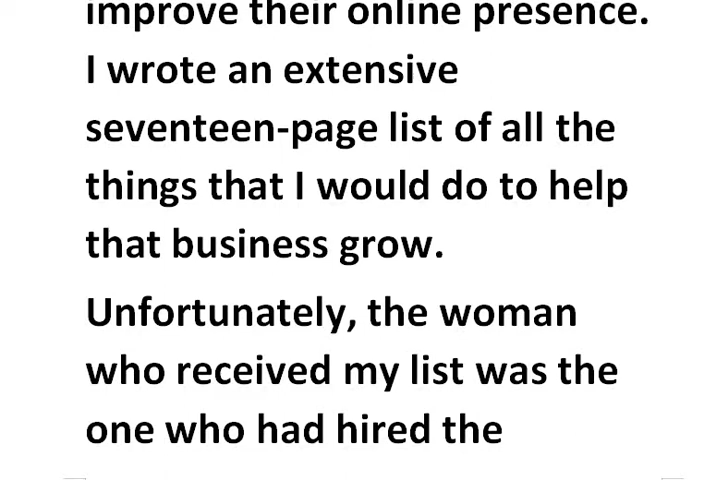 improve their online presence.
I wrote an extensive
seventeen-page list of all the
things that I would do to help
that business grow.
Unfortunately, the woman
who received my list was the
one who had hired the